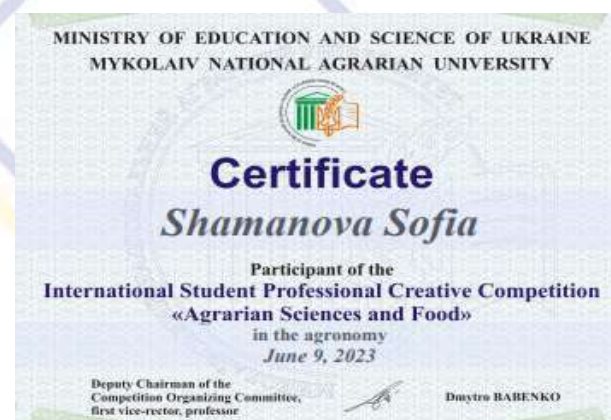 MINISTRY OF EDUCATION AND SCIENCE OF UKRAINE
MYKOLAIV NATIONAL AGRARIAN UNIVERSITY
Certificate
Shamanova Sofia
Participant of the
International Student Professional Creative Competition
«Agrarian Sciences and Food»
in the agronomy
June 9, 2023
Deputy Chairman of the
Competition Organizing Committee,
first vice-rector, professor
Dmytro BABENKO